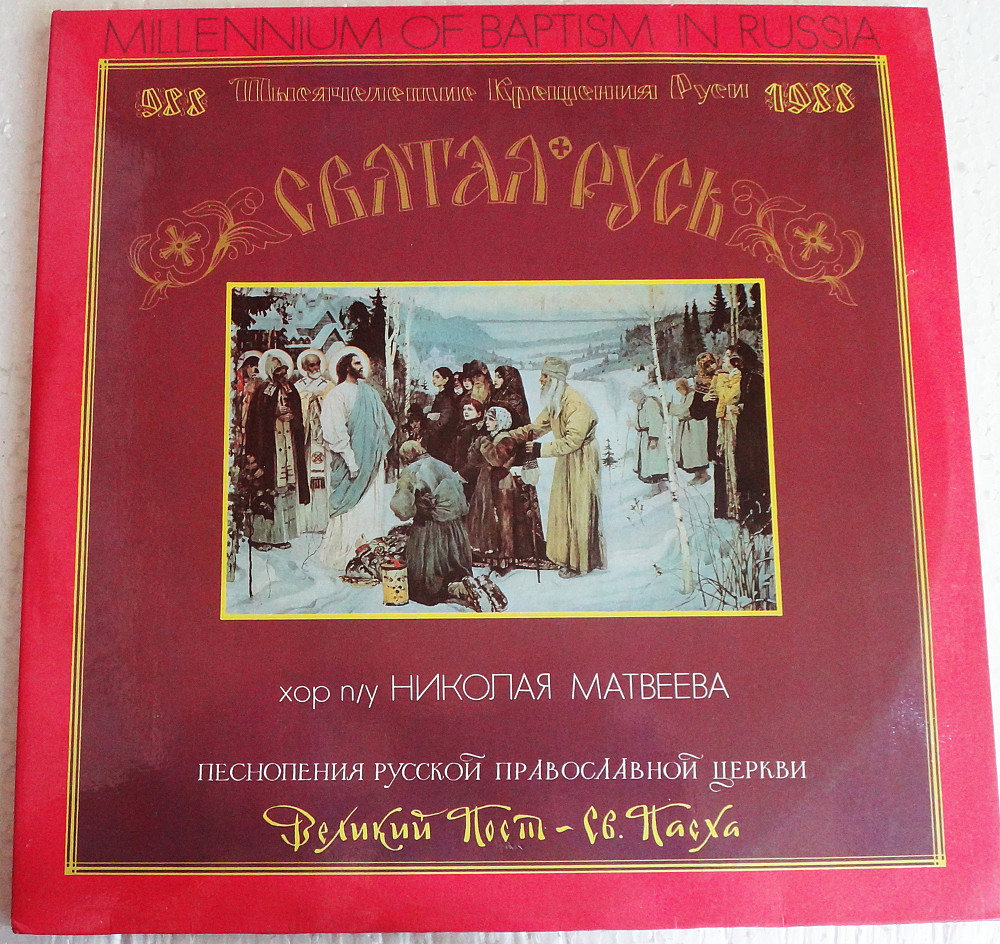 MILLENNIUM OF BAPTISM IN RUSSIA
988 Тысячелетие Крещения Руси 1988
СВЯТАЯ РУСЬ
хор п/у НИКОЛАЯ МАТВЕЕВА
ПЕСНОПЕНИЯ РУССКОЙ ПРАВОСЛАВНОЙ ЦЕРКВИ
Великий Пост – Св. Пасха